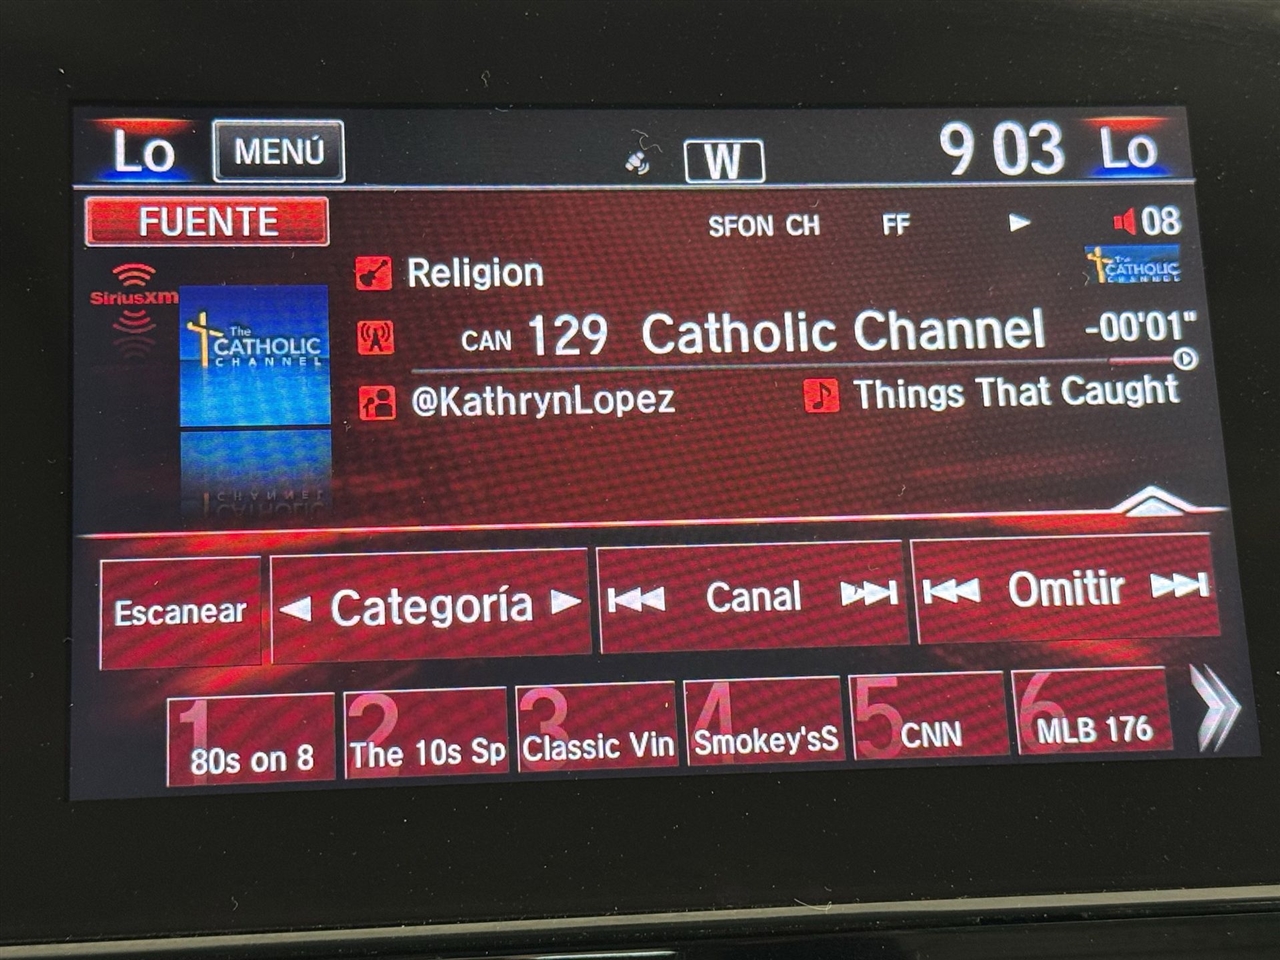 Lo MENÚ W 9 03 Lo
FUENTE SFON CH FF 08
SiriusXM
The CATHOLIC CHANNEL
Religion
The CATHOLIC CHANNEL
CAN 129 Catholic Channel -00'01"
@KathrynLopez Things That Caught
CHANNEL
CATHOLIC
Escanear Categoría Canal Omitir
1 80s on 8
2 The 10s Sp
3 Classic Vin
4 Smokey'sS
5 CNN
6 MLB 176